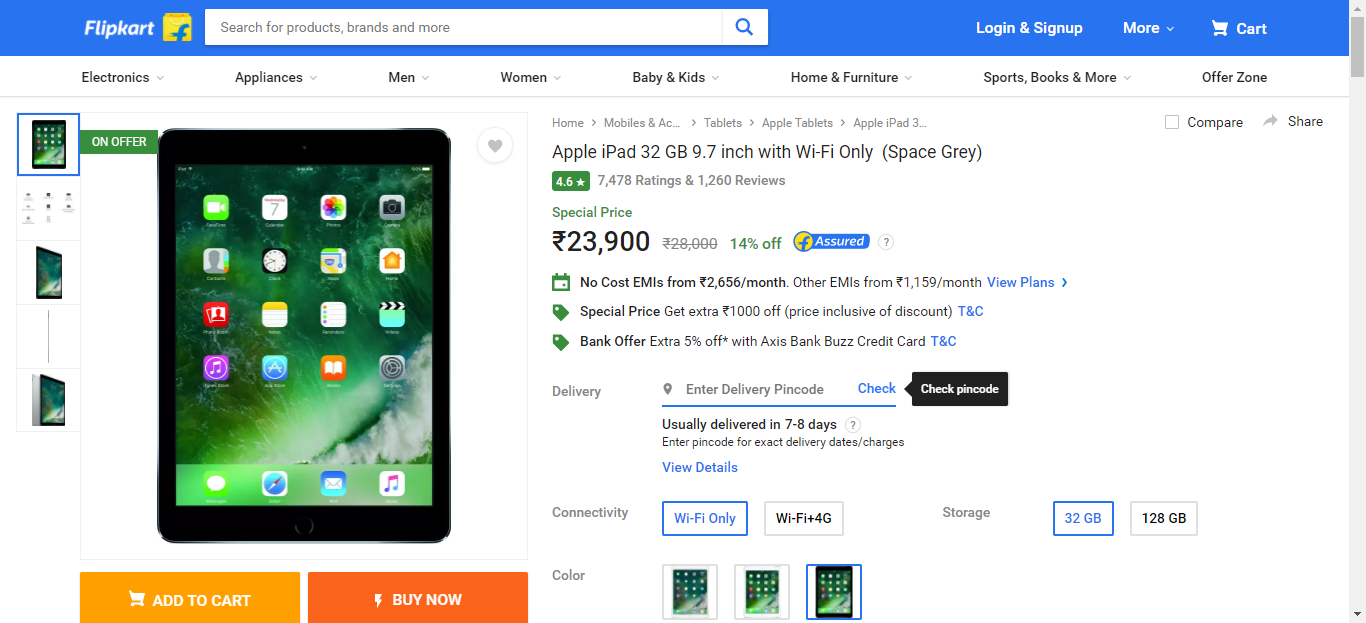 Flipkart
Search for products, brands and more
Login & Signup
More
Cart
Electronics
Appliances
Men
Women
Baby & Kids
Home & Furniture
Sports, Books & More
Offer Zone
ON OFFER
Home > Mobiles & Ac... > Tablets > Apple Tablets > Apple iPad 3...
Compare
Share
Apple iPad 32 GB 9.7 inch with Wi-Fi Only (Space Grey)
4.6 ★ 7,478 Ratings & 1,260 Reviews
Special Price
₹23,900 ₹28,000 14% off Assured ?
No Cost EMIs from ₹2,656/month. Other EMIs from ₹1,159/month View Plans >
Special Price Get extra ₹1000 off (price inclusive of discount) T&C
Bank Offer Extra 5% off* with Axis Bank Buzz Credit Card T&C
Delivery
Enter Delivery Pincode Check
Check pincode
Usually delivered in 7-8 days ?
Enter pincode for exact delivery dates/charges
View Details
Connectivity
Wi-Fi Only
Wi-Fi+4G
Storage
32 GB
128 GB
Color
ADD TO CART
BUY NOW